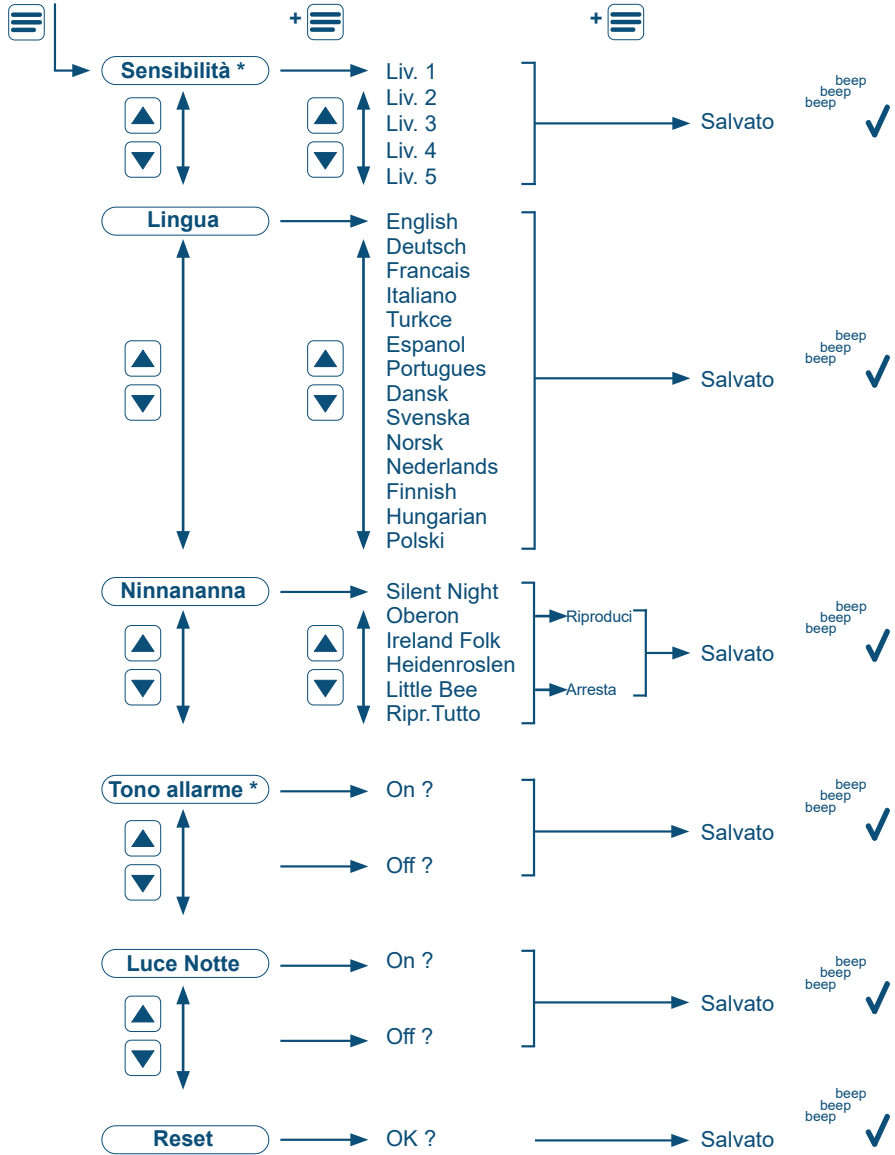 +
+
Sensibilità *
Liv. 1
Liv. 2
Liv. 3
Liv. 4
Liv. 5
Salvato
beep
beep
beep
Lingua
English
Deutsch
Francais
Italiano
Turkce
Espanol
Portugues
Dansk
Svenska
Norsk
Nederlands
Finnish
Hungarian
Polski
Salvato
beep
beep
beep
Ninnananna
Silent Night
Oberon
Ireland Folk
Heidenroslen
Little Bee
Ripr.Tutto
Riproduci
Arresta
Salvato
beep
beep
beep
Tono allarme *
On ?
Off ?
Salvato
beep
beep
beep
Luce Notte
On ?
Off ?
Salvato
beep
beep
beep
Reset
OK ?
Salvato
beep
beep
beep